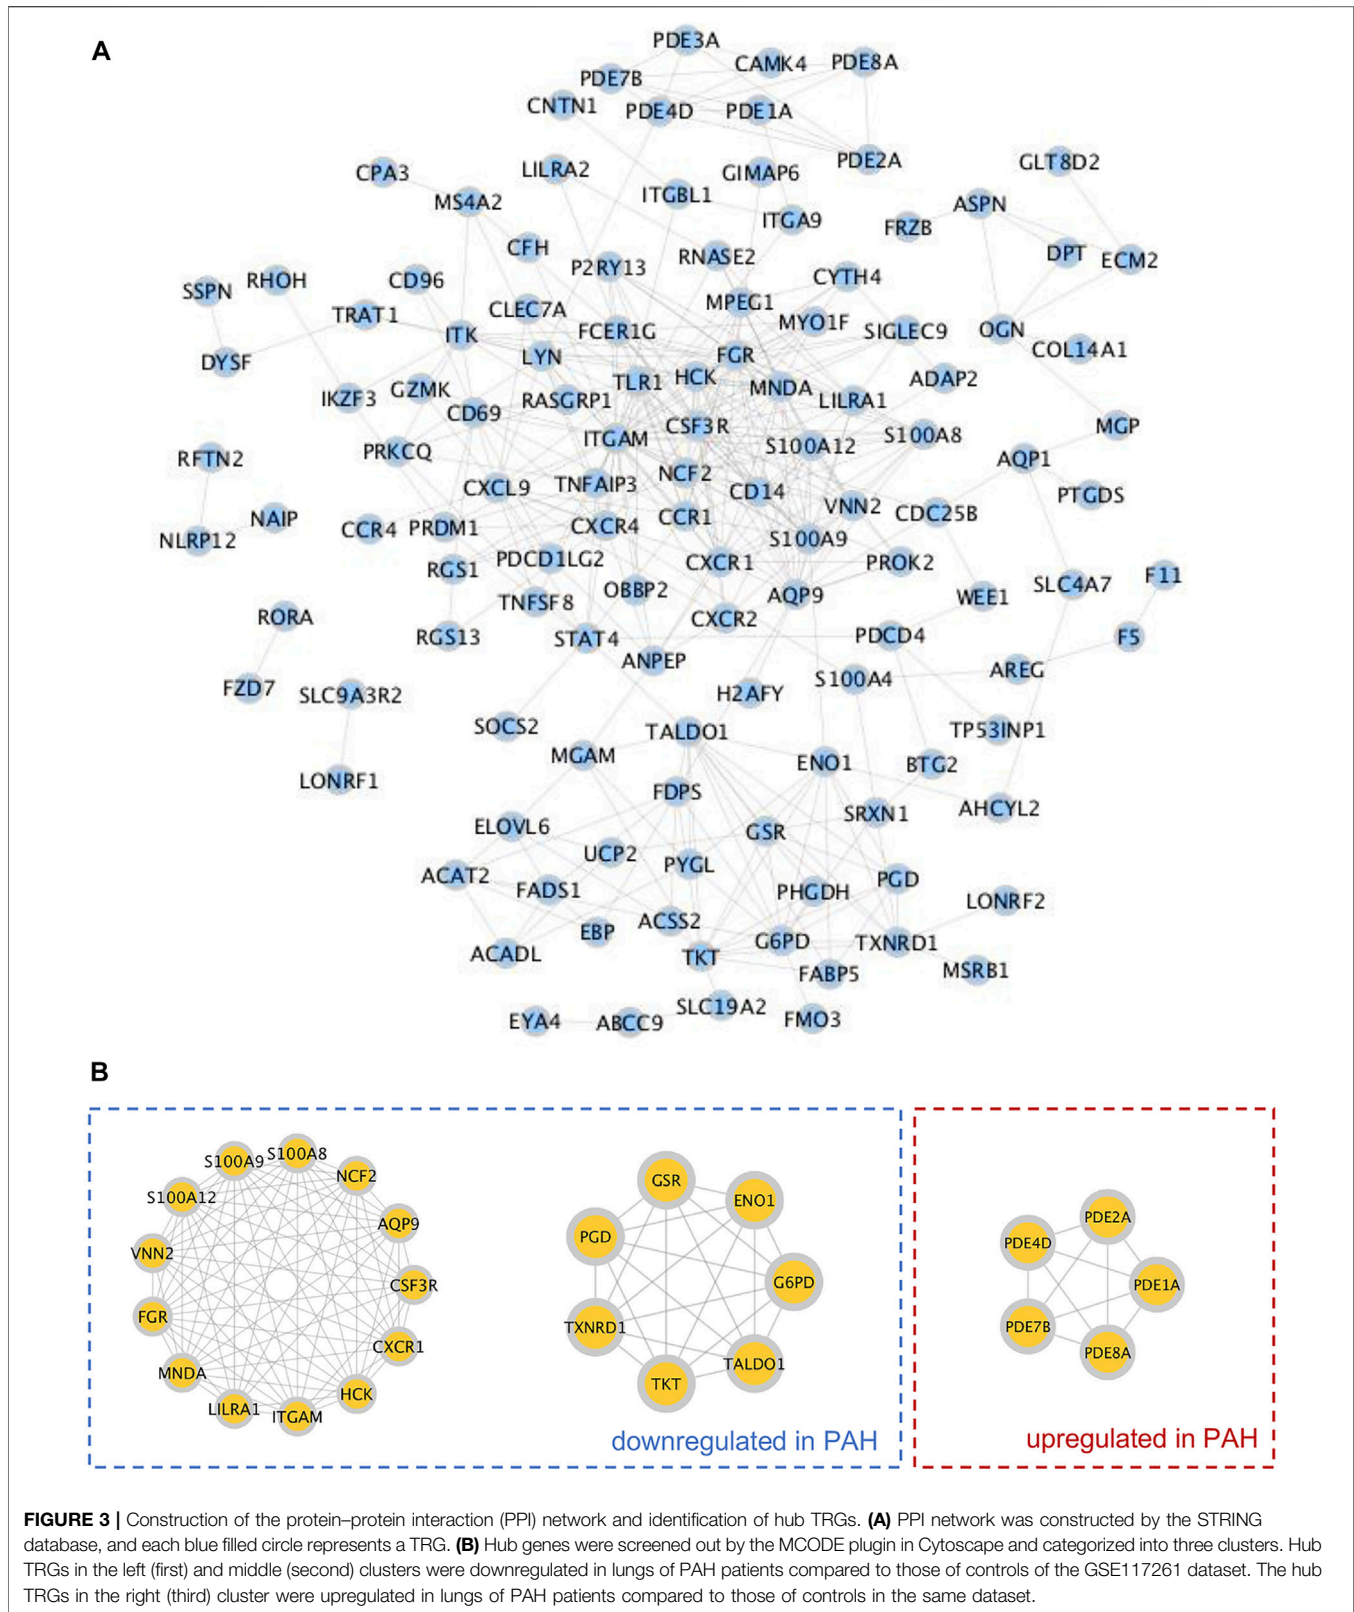 A
PDE3A
CAMK4 PDE8A
PDE7B
CNTN1 PDE4D PDE1A
PDE2A GLT8D2
CPA3 LILRA2 GIMAP6
MS4A2 ITGBL1 ASPN
ITGA9 FRZB
CFH P2RY13 RNASE2 DPT ECM2
SSPN RHOH CD96 CYTH4
TRAT1 CLEC7A MPEG1 MYO1F
ITK FCER1G SIGLEC9 OGN
DYSF LYN FGR COL14A1
IKZF3 GZMK TLR1 HCK MNDA ADAP2
CD69 RASGRP1 LILRA1
PRKCQ ITGAM CSF3R S100A12 S100A8 MGP
RFTN2 AQP1
CXCL9 TNFAIP3 NCF2 CD14 PTGDS
NAIP CCR4 PRDM1 CXCR4 CCR1 VNN2 CDC25B
NLRP12 S100A9
RGS1 PDCD1LG2 CXCR1 PROK2 F11
TNFSF8 OBBP2 AQP9 WEE1 SLC4A7
RORA RGS13 STAT4 CXCR2 PDCD4 F5
ANPEP S100A4 AREG
FZD7 SLC9A3R2 H2AFY
SOCS2 TALDO1 TP53INP1
LONRF1 MGAM ENO1 BTG2
FDPS SRXN1 AHCYL2
ELOVL6 GSR
UCP2 PYGL
ACAT2 FADS1 PHGDH PGD LONRF2
EBP ACSS2
ACADL TKT G6PD TXNRD1
FABP5 MSRB1
EYA4 ABCC9 SLC19A2 FMO3
B
S100A9 S100A8
NCF2
S100A12
AQP9
VNN2
CSF3R
FGR
CXCR1
MNDA
HCK
LILRA1 ITGAM
GSR
ENO1
PGD
G6PD
TXNRD1
TALDO1
TKT
downregulated in PAH
PDE2A
PDE4D
PDE1A
PDE7B
PDE8A
upregulated in PAH
FIGURE 3 | Construction of the protein–protein interaction (PPI) network and identification of hub TRGs. (A) PPI network was constructed by the STRING
database, and each blue filled circle represents a TRG. (B) Hub genes were screened out by the MCODE plugin in Cytoscape and categorized into three clusters. Hub
TRGs in the left (first) and middle (second) clusters were downregulated in lungs of PAH patients compared to those of controls of the GSE117261 dataset. The hub
TRGs in the right (third) cluster were upregulated in lungs of PAH patients compared to those of controls in the same dataset.